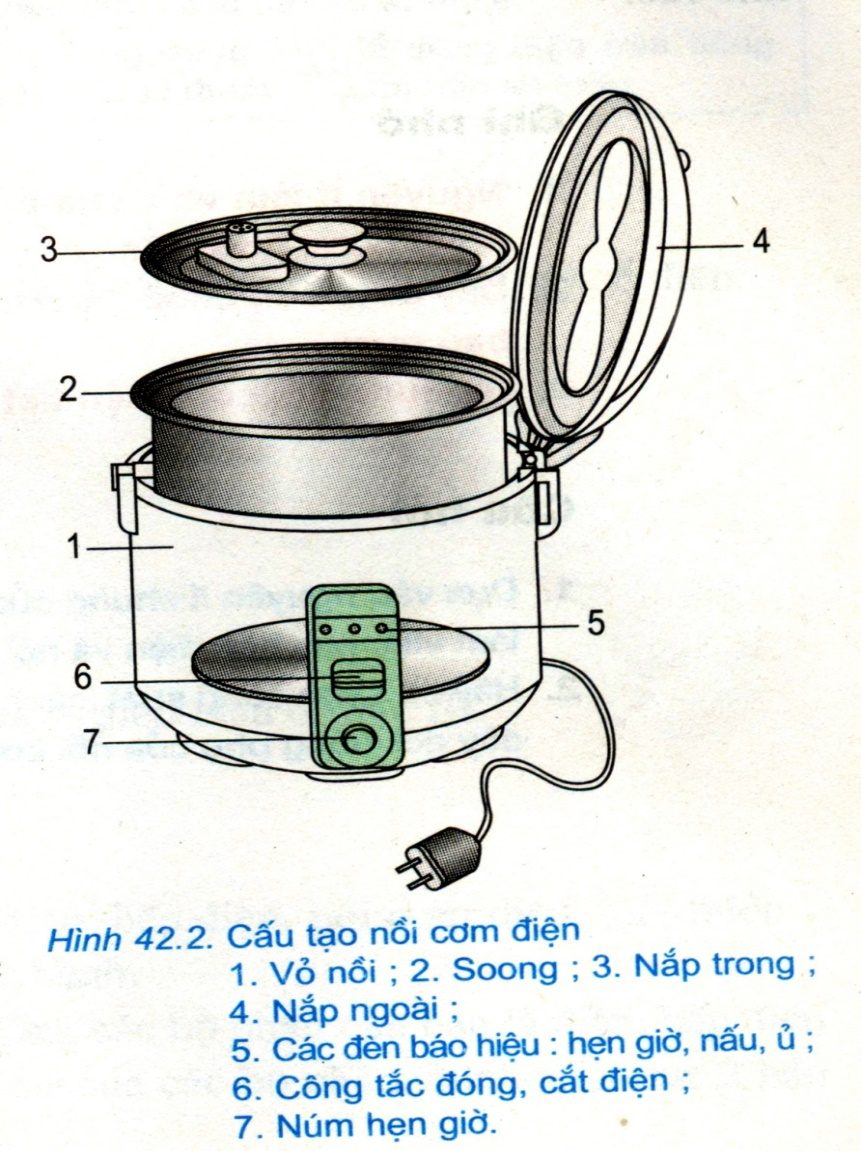 3
4
2
1
5
6
7
Hình 42.2. Cấu tạo nồi cơm điện
1. Vỏ nồi ; 2. Soong ; 3. Nắp trong ;
4. Nắp ngoài ;
5. Các đèn báo hiệu : hẹn giờ, nấu, ủ ;
6. Công tắc đóng, cắt điện ;
7. Núm hẹn giờ.